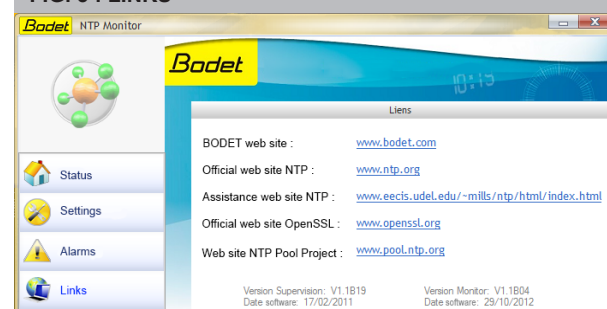 Bodet NTP Monitor
Bodet
10:15
Liens
BODET web site : www.bodet.com
Official web site NTP : www.ntp.org
Assistance web site NTP : www.eecis.udel.edu/~mills/ntp/html/index.html
Official web site OpenSSL : www.openssl.org
Web site NTP Pool Project : www.pool.ntp.org
Status
Settings
Alarms
Links
Version Supervision: V1.1B19 Version Monitor: V1.1B04
Date software: 17/02/2011 Date software: 29/10/2012